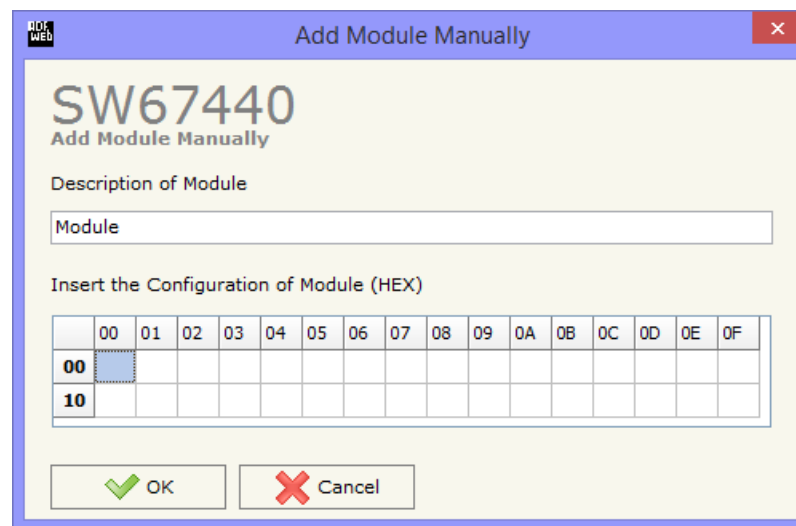 ADF
WEB
Add Module Manually
SW67440
Add Module Manually
Description of Module
Module
Insert the Configuration of Module (HEX)
00 01 02 03 04 05 06 07 08 09 0A 0B 0C 0D 0E 0F
00
10
OK Cancel